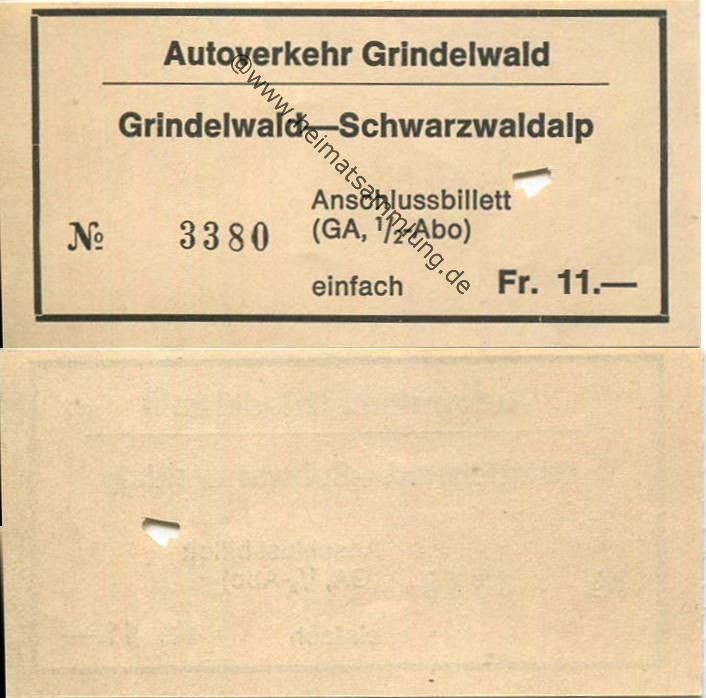 Autoverkehr Grindelwald
Grindelwald—Schwarzwaldalp
Anschlussbillett
(GA, 1/2-Abo)
№ 3380
einfach Fr. 11.—
@www.heimatsammlung.de